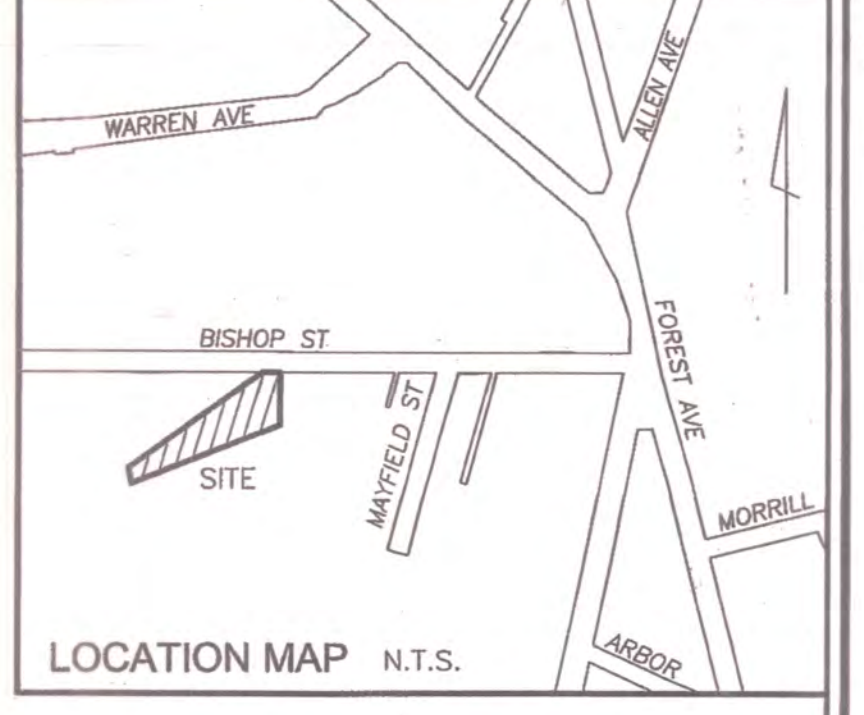 WARREN AVE
ALLEN AVE
BISHOP ST
FOREST AVE
MAYFIELD ST
SITE
MORRILL
ARBOR
LOCATION MAP N.T.S.